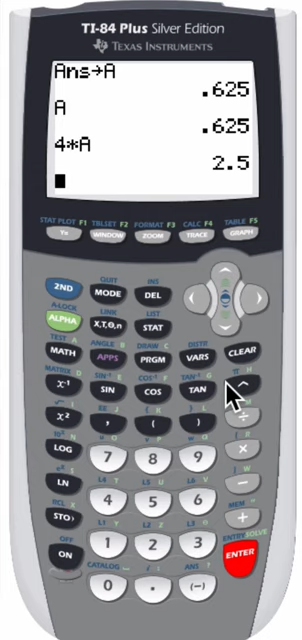 TI-84 Plus Silver Edition
TEXAS INSTRUMENTS
Ans→A
.625
A
.625
4*A
2.5
STAT PLOT F1 TBLSET F2 FORMAT F3 CALC F4 TABLE F5
Y= WINDOW ZOOM TRACE GRAPH
QUIT INS
2ND MODE DEL
A-LOCK LINK LIST
ALPHA X,T,Θ,n STAT
TEST A ANGLE B DRAW C DISTR
MATH APPS PRGM VARS CLEAR
MATRIX D SIN⁻¹ E COS⁻¹ F TAN⁻¹ G π H
X⁻¹ SIN COS TAN ^
√ I EE J { K } L
X² , ( ) ÷
10ˣ N
LOG 7 8 9 ×
eˣ S L4 T L5 U L6 V ] W
LN 4 5 6 −
RCL X L1 Y L2 Z L3 θ MEM "
STO› 1 2 3 +
OFF CATALOG ANS ? ENTRY SOLVE
ON 0 . (−) ENTER